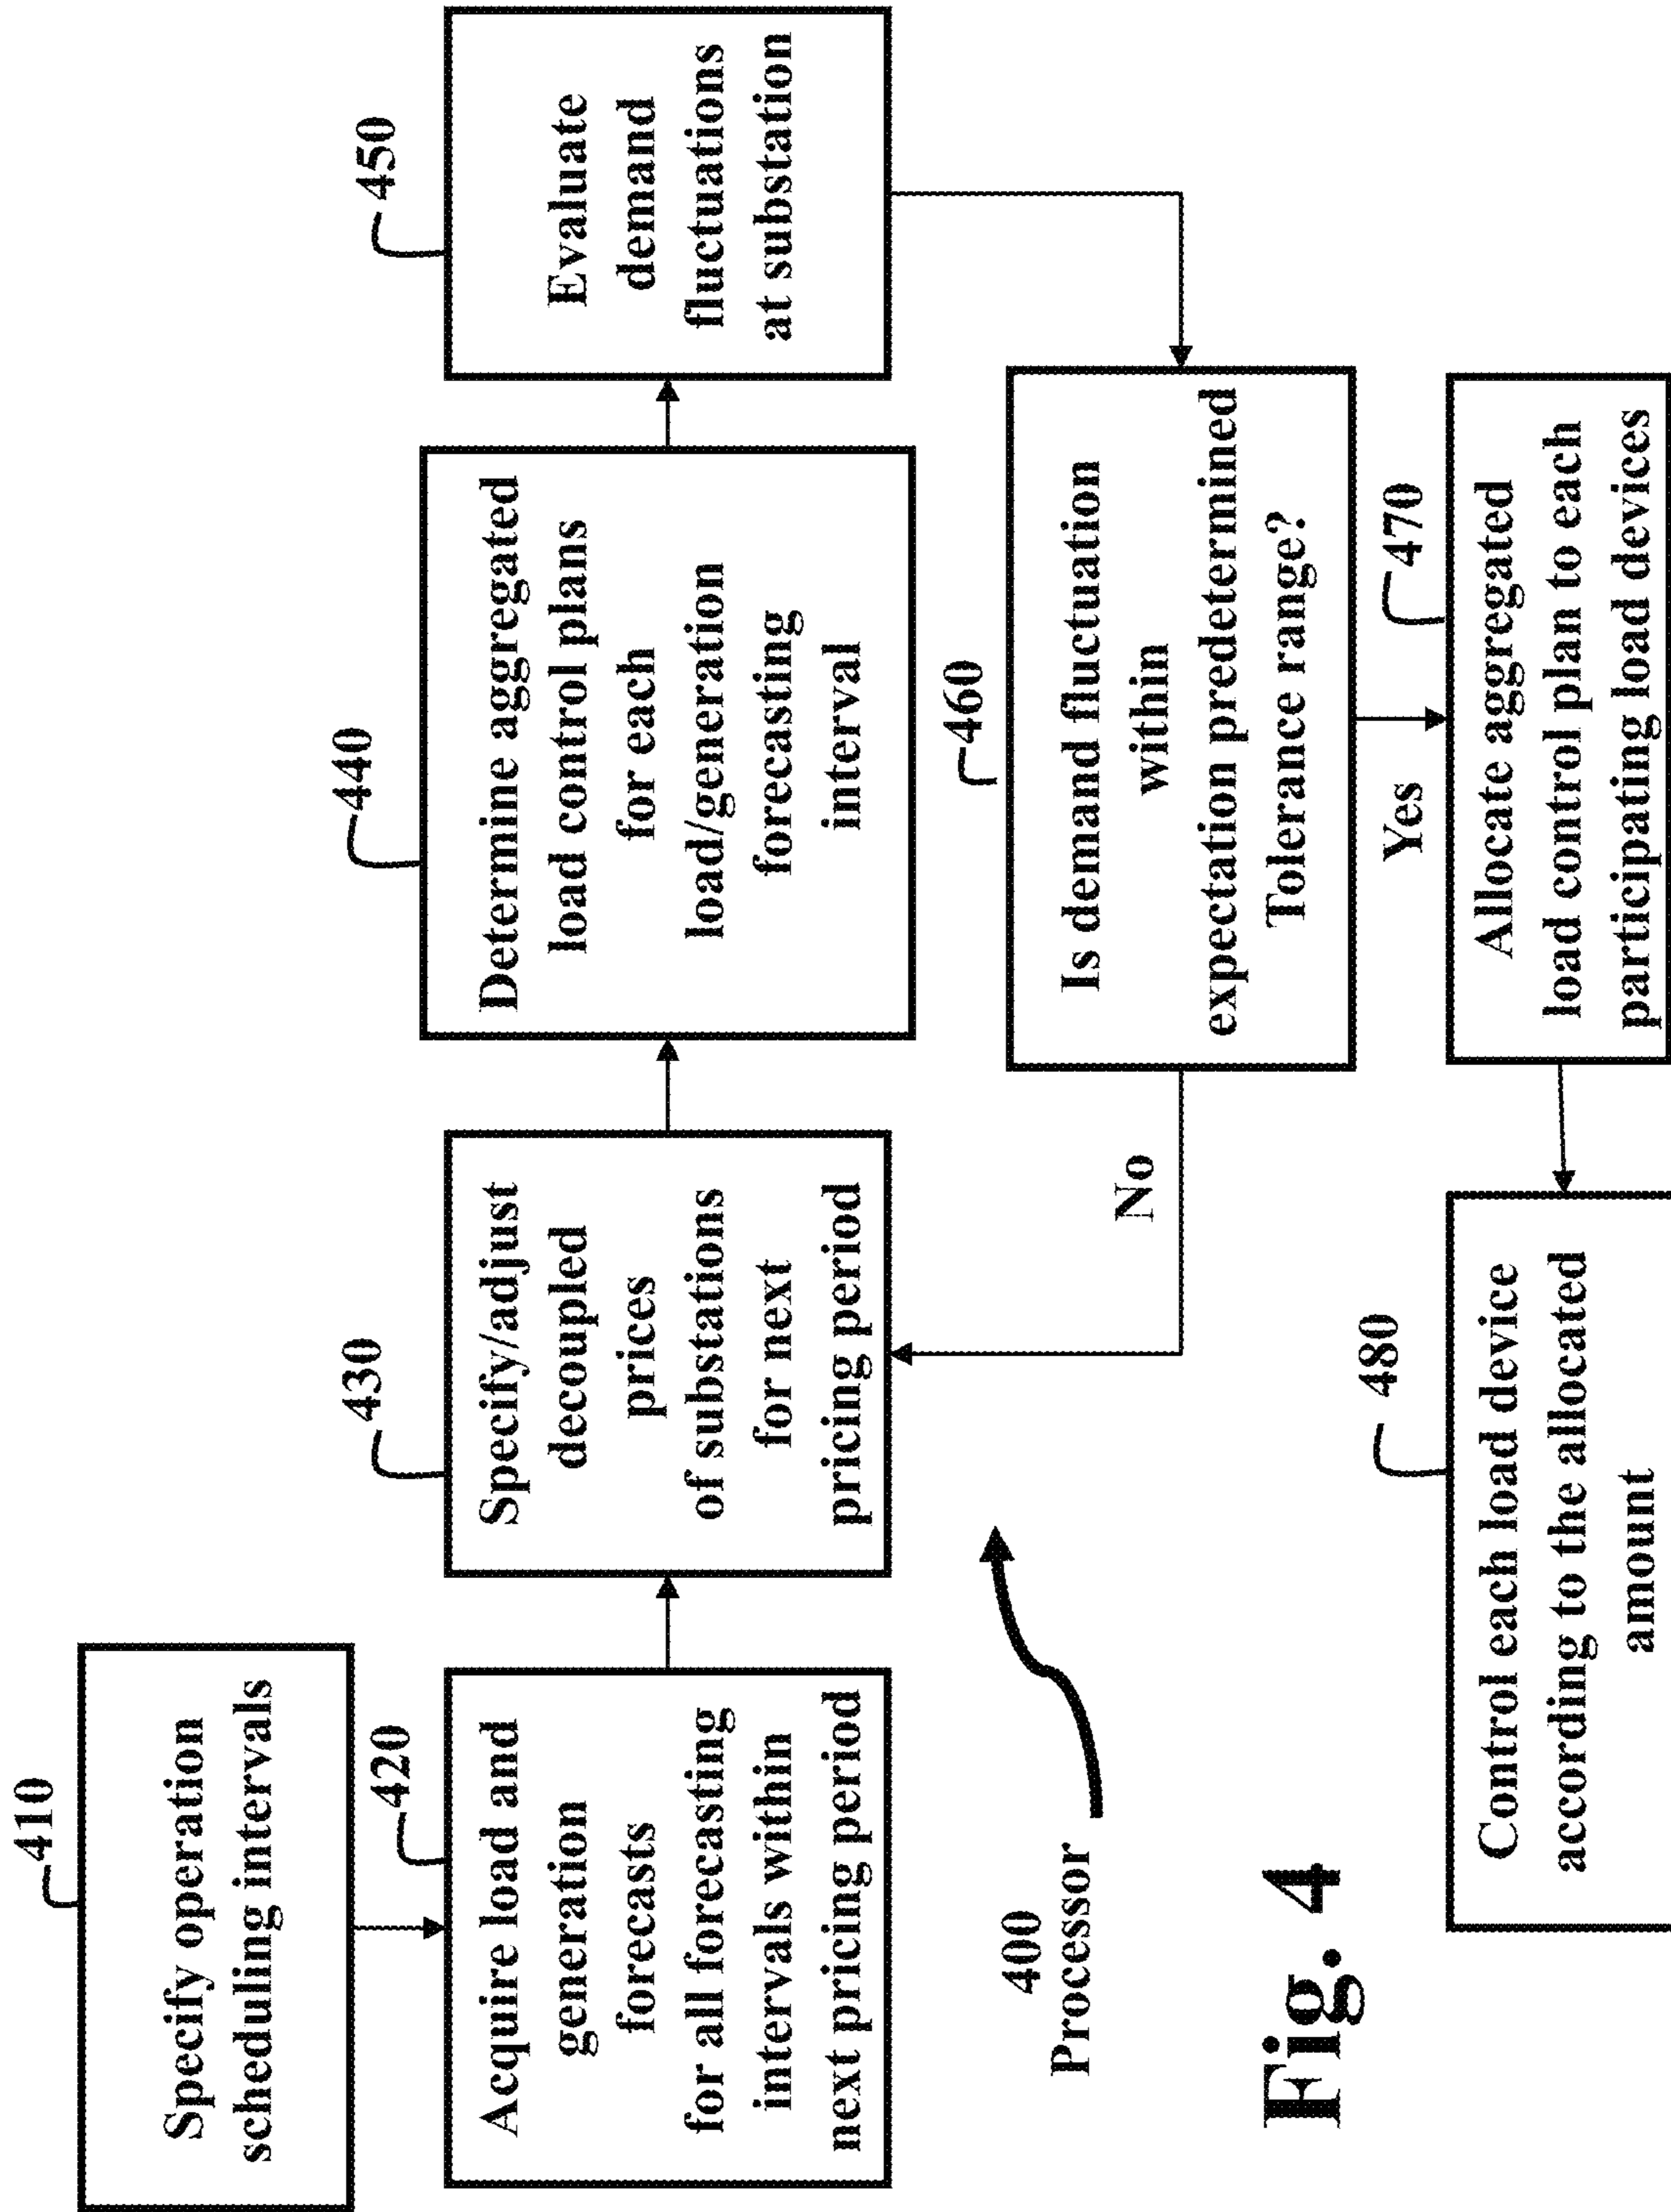 410
Specify operation
scheduling intervals
420
Acquire load and
generation
forecasts
for all forecasting
intervals within
next pricing period
430
Specify/adjust
decoupled
prices
of substations
for next
pricing period
440
Determine aggregated
load control plans
for each
load/generation
forecasting
interval
450
Evaluate
demand
fluctuations
at substation
460
Is demand fluctuation
within
expectation predetermined
Tolerance range?
No
Yes
470
Allocate aggregated
load control plan to each
participating load devices
480
Control each load device
according to the allocated
amount
400
Processor
Fig. 4